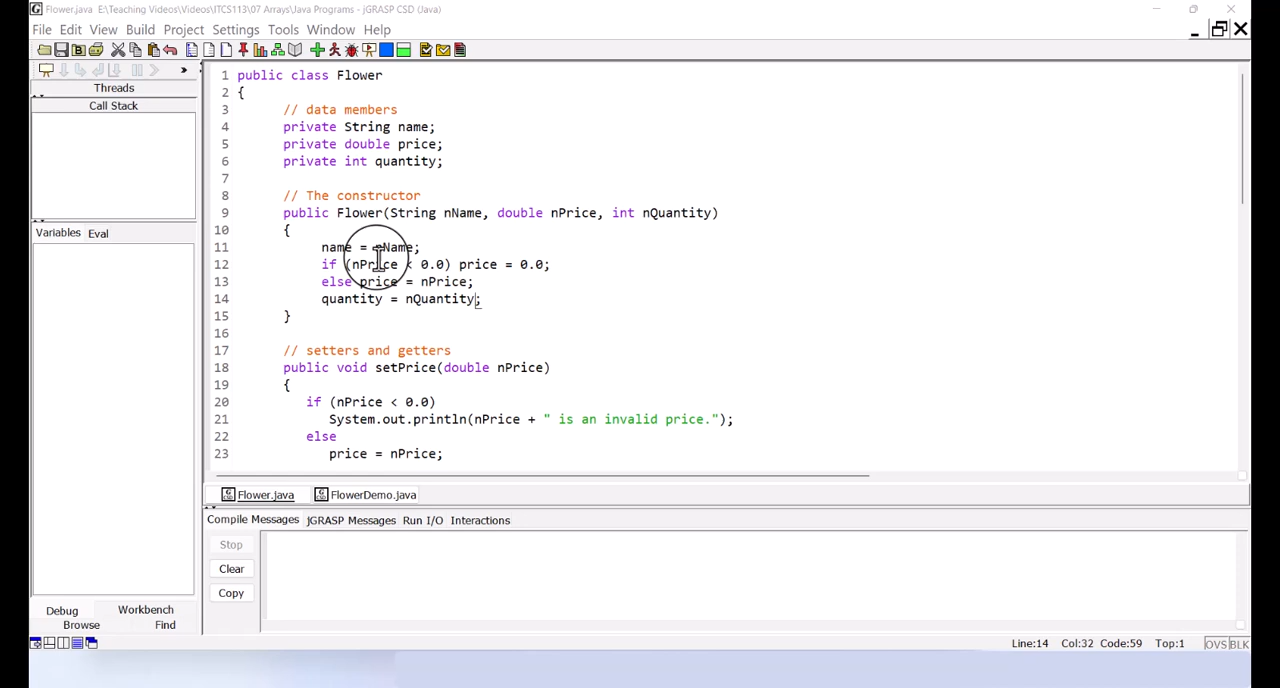 Flower.java E:\Teaching Videos\Videos\ITCS113\07 Arrays\Java Programs - jGRASP CSD (Java)
File Edit View Build Project Settings Tools Window Help
Threads
Call Stack
Variables Eval
Debug Workbench
Browse Find
1 public class Flower
2 {
3 // data members
4 private String name;
5 private double price;
6 private int quantity;
7
8 // The constructor
9 public Flower(String nName, double nPrice, int nQuantity)
10 {
11 name = nName;
12 if (nPrice < 0.0) price = 0.0;
13 else price = nPrice;
14 quantity = nQuantity;
15 }
16
17 // setters and getters
18 public void setPrice(double nPrice)
19 {
20 if (nPrice < 0.0)
21 System.out.println(nPrice + " is an invalid price.");
22 else
23 price = nPrice;
Flower.java FlowerDemo.java
Compile Messages jGRASP Messages Run I/O Interactions
Stop
Clear
Copy
Line:14 Col:32 Code:59 Top:1 OVS BLK